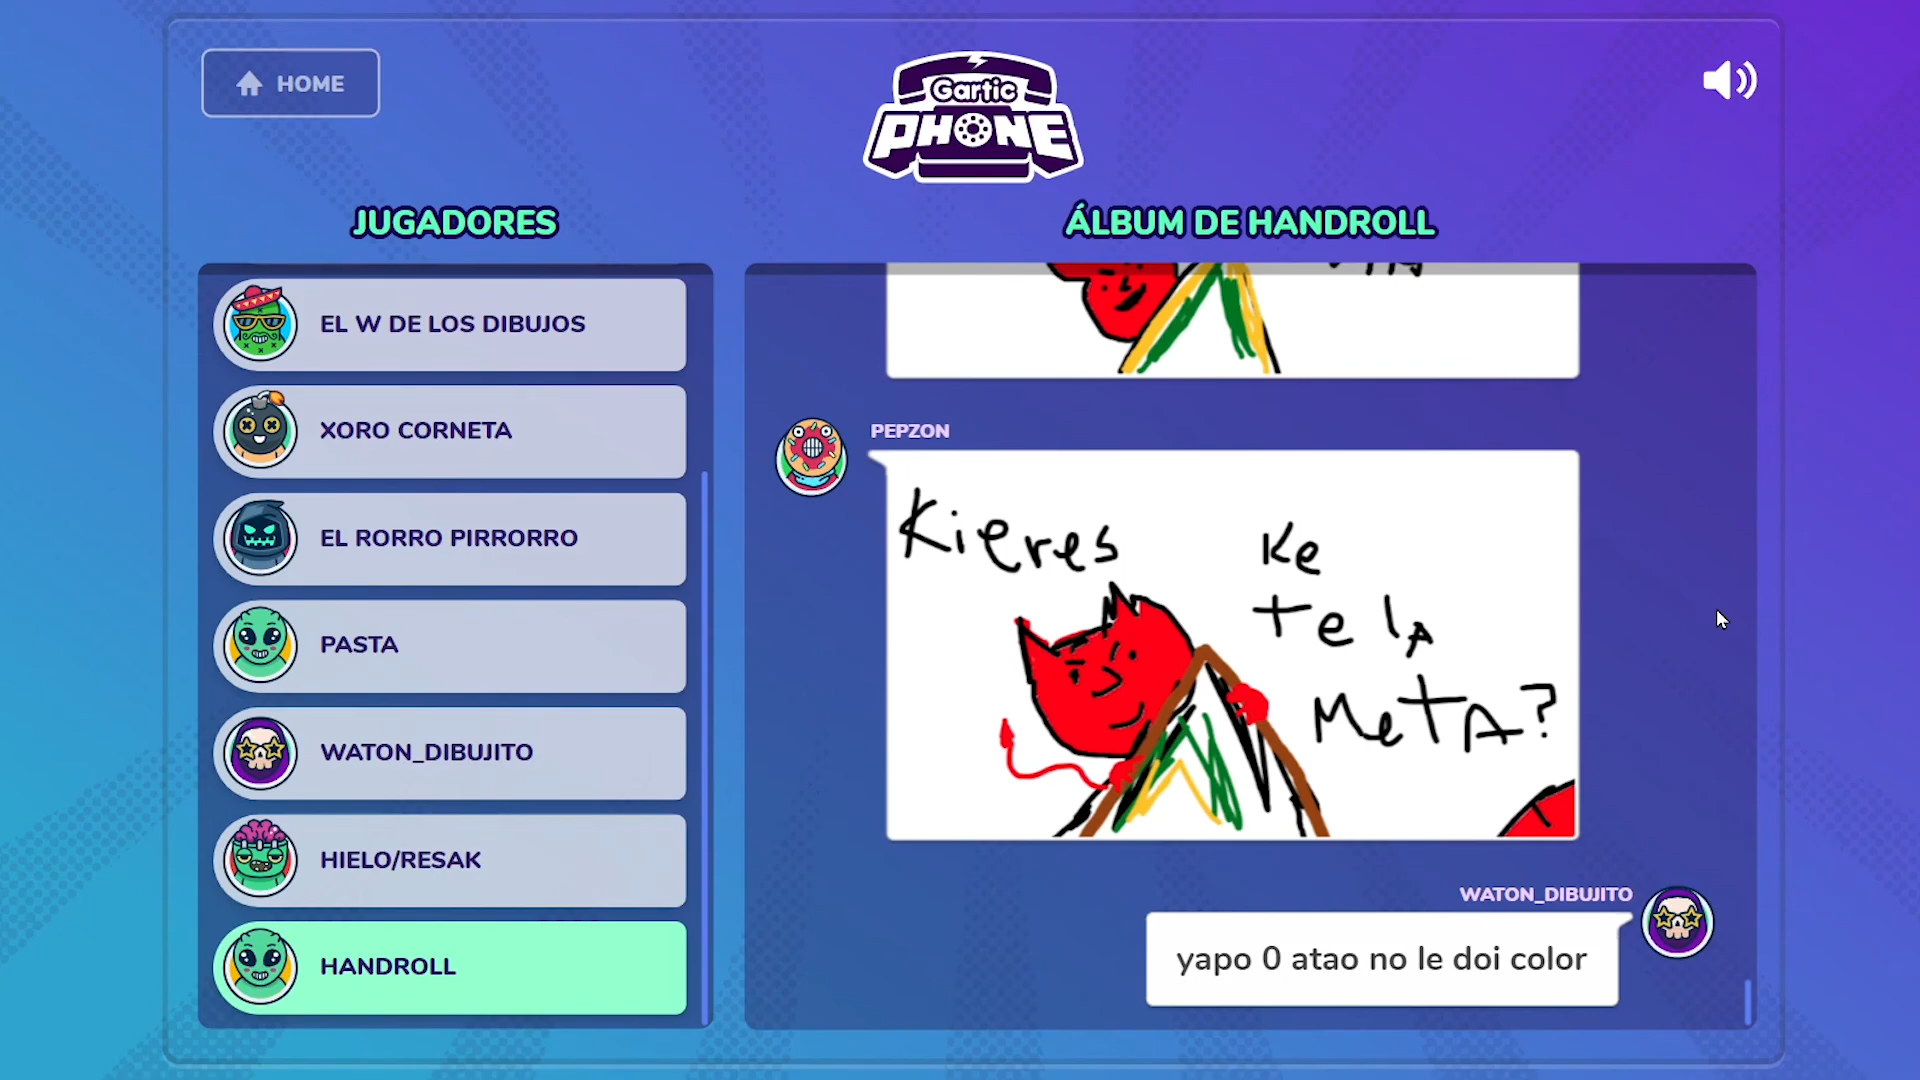 HOME
Gartic
PHONE
JUGADORES
EL W DE LOS DIBUJOS
XORO CORNETA
EL RORRO PIRRORRO
PASTA
WATON_DIBUJITO
HIELO/RESAK
HANDROLL
ÁLBUM DE HANDROLL
PEPZON
Kieres
Ke
te lA
MetA?
WATON_DIBUJITO
yapo 0 atao no le doi color